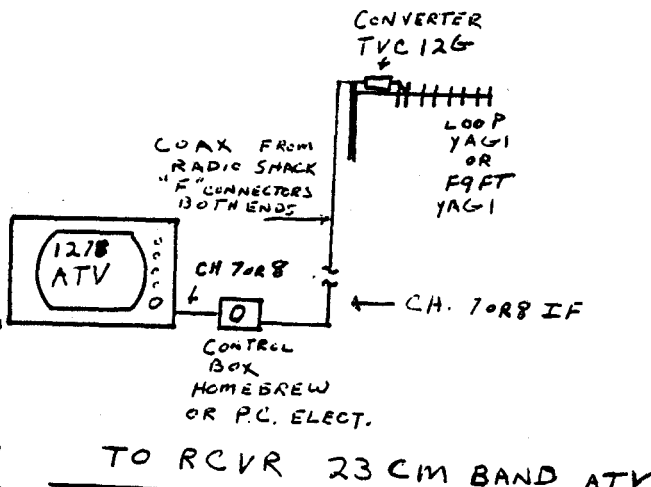 CONVERTER
TVC 12G
LOOP
YAGI
OR
F9FT
YAGI
COAX FROM
RADIO SHACK
"F" CONNECTORS
BOTH ENDS
1278
ATV
CH 7 OR 8
CH. 7 OR 8 IF
CONTROL
BOX
HOMEBREW
OR P.C. ELECT.
TO RCVR 23 CM BAND ATV